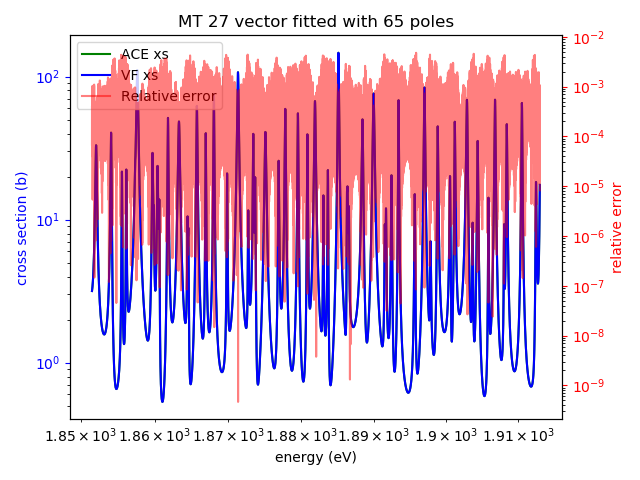 MT 27 vector fitted with 65 poles
ACE xs
VF xs
Relative error
cross section (b)
10²
10¹
10⁰
relative error
10⁻²
10⁻³
10⁻⁴
10⁻⁵
10⁻⁶
10⁻⁷
10⁻⁸
10⁻⁹
1.85×10³ 1.86×10³ 1.87×10³ 1.88×10³ 1.89×10³ 1.9×10³ 1.91×10³
energy (eV)